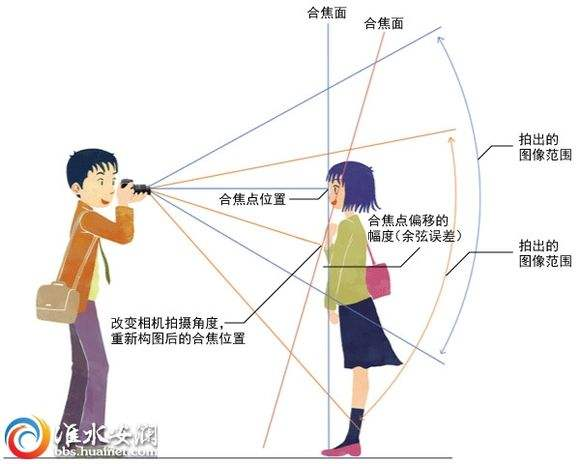 合焦面
合焦面
拍出的
图像范围
合焦点位置
合焦点偏移的
幅度(余弦误差)
拍出的
图像范围
改变相机拍摄角度，
重新构图后的合焦位置
淮水安澜
bbs.huainet.com